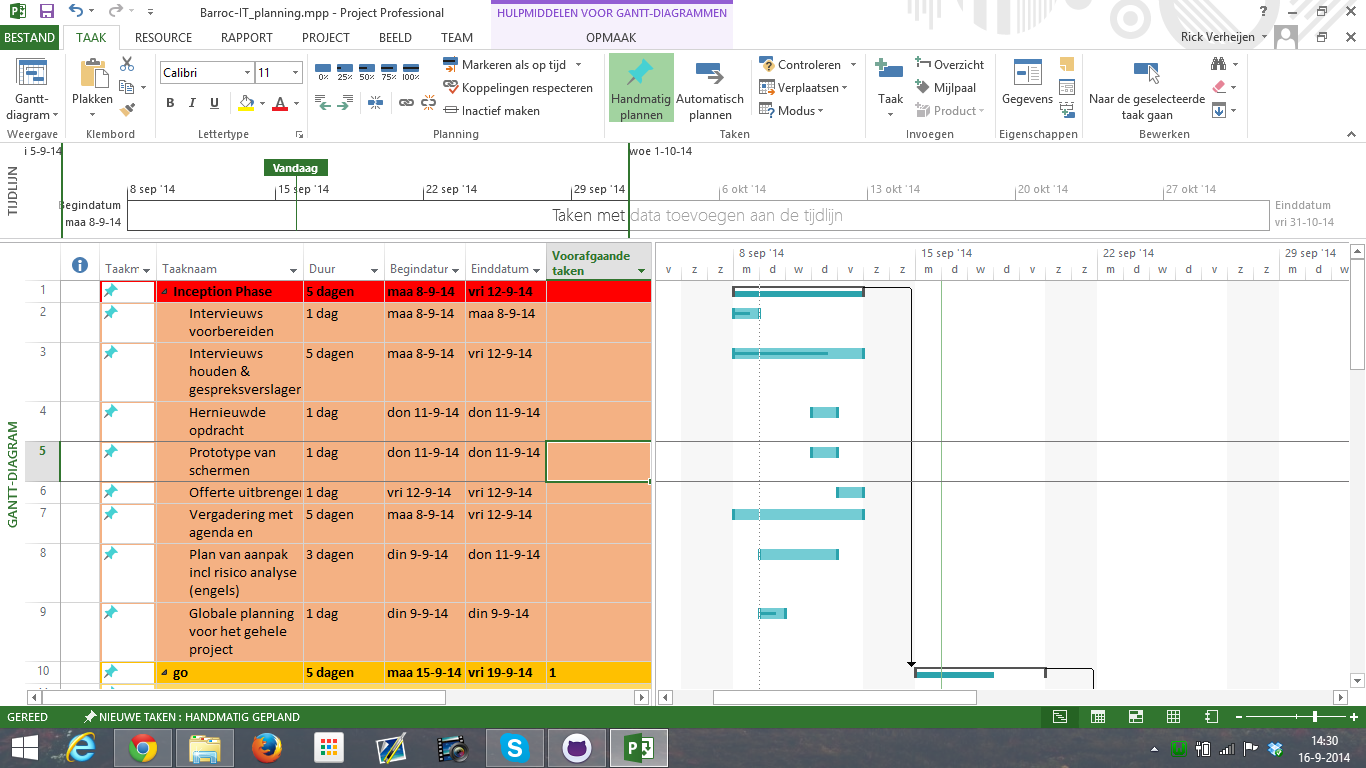 Barroc-IT_planning.mpp - Project Professional
HULPMIDDELEN VOOR GANTT-DIAGRAMMEN
?
BESTAND TAAK RESOURCE RAPPORT PROJECT BEELD TEAM OPMAAK
Rick Verheijen
Gantt-diagram
Weergave
Plakken
Klembord
Calibri 11
B I U A
Lettertype
0% 25% 50% 75% 100%
Markeren als op tijd
Koppelingen respecteren
Inactief maken
Planning
Handmatig plannen
Automatisch plannen
Controleren
Verplaatsen
Modus
Taken
Taak
Overzicht
Mijlpaal
Product
Invoegen
Gegevens
Eigenschappen
Naar de geselecteerde taak gaan
Bewerken
TIJDLIJN
i 5-9-14
woe 1-10-14
Vandaag
8 sep '14 15 sep '14 22 sep '14 29 sep '14 6 okt '14 13 okt '14 20 okt '14 27 okt '14
Begindatum
maa 8-9-14
Taken met data toevoegen aan de tijdlijn
Einddatum
vri 31-10-14
GANTT-DIAGRAM
Taakm Taaknaam Duur Begindatur Einddatum Voorafgaande taken
8 sep '14 15 sep '14 22 sep '14 29 sep '14
v z z m d w d v z z m d w d v z z m d w d v z z m d w
1 Inception Phase 5 dagen maa 8-9-14 vri 12-9-14
2 Intervieuws voorbereiden 1 dag maa 8-9-14 maa 8-9-14
3 Intervieuws houden & gespreksverslager 5 dagen maa 8-9-14 vri 12-9-14
4 Hernieuwde opdracht 1 dag don 11-9-14 don 11-9-14
5 Prototype van schermen 1 dag don 11-9-14 don 11-9-14
6 Offerte uitbrenger 1 dag vri 12-9-14 vri 12-9-14
7 Vergadering met agenda en 5 dagen maa 8-9-14 vri 12-9-14
8 Plan van aanpak incl risico analyse (engels) 3 dagen din 9-9-14 don 11-9-14
9 Globale planning voor het gehele project 1 dag din 9-9-14 din 9-9-14
10 go 5 dagen maa 15-9-14 vri 19-9-14 1
GEREED NIEUWE TAKEN : HANDMATIG GEPLAND
14:30
16-9-2014